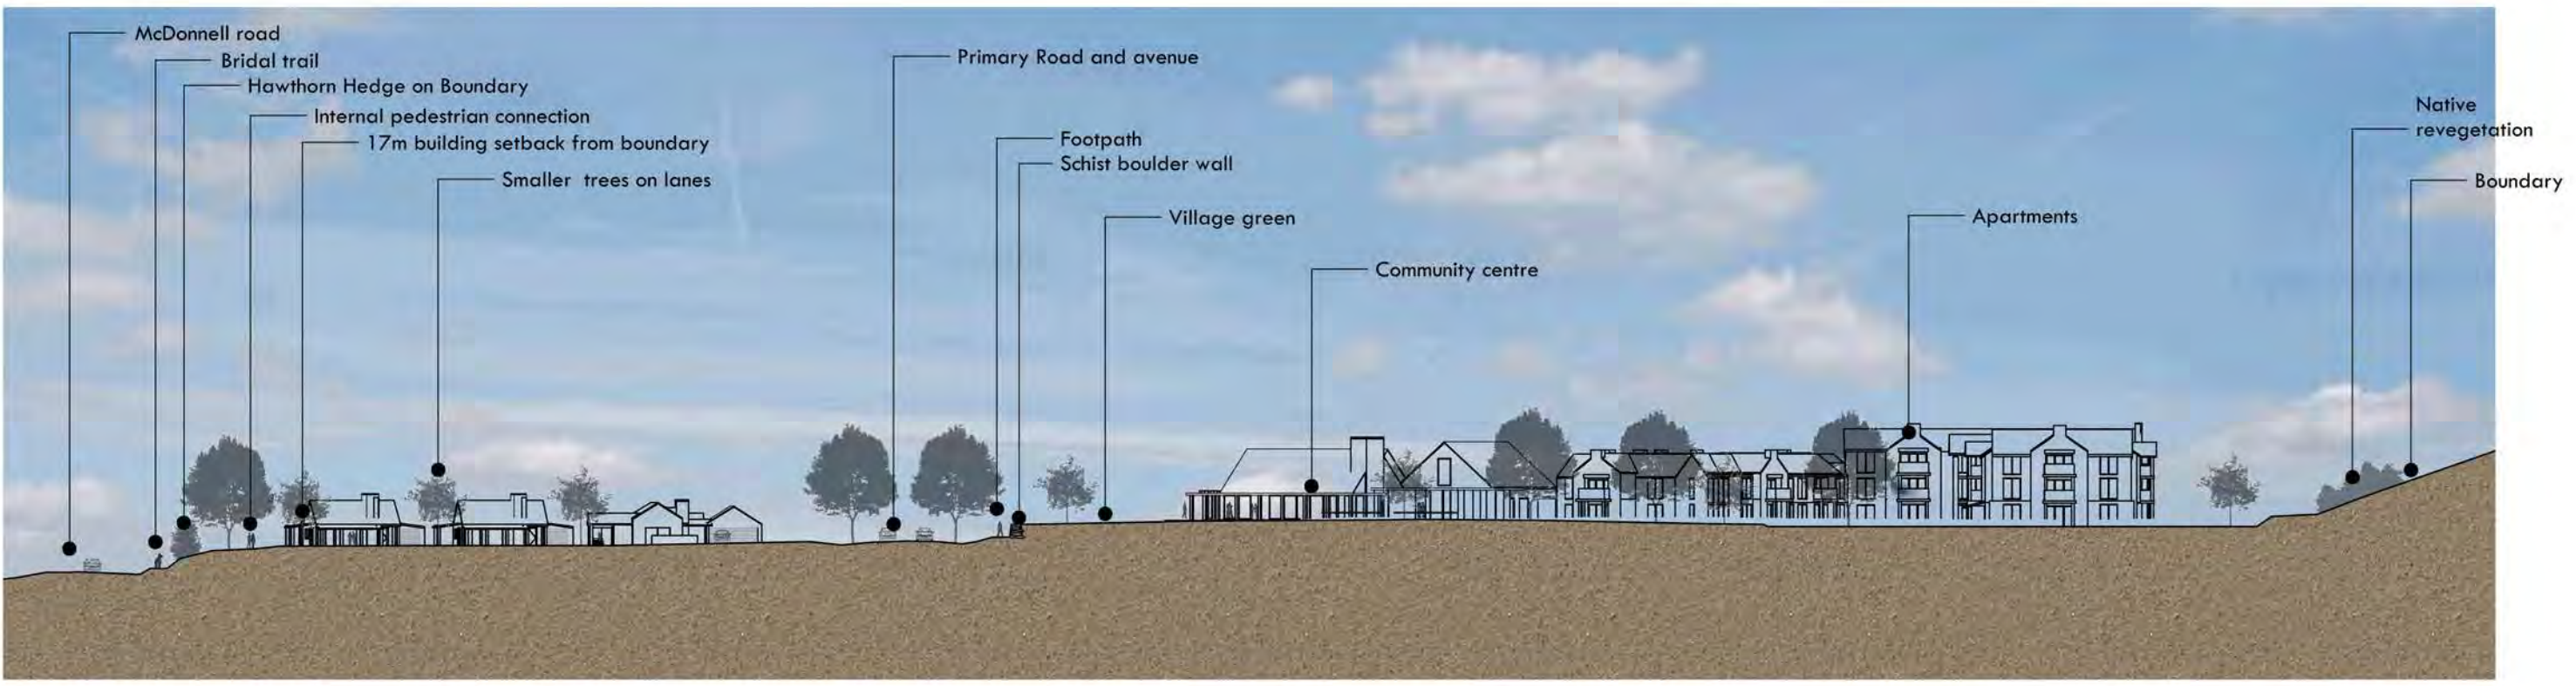 McDonnell road
Bridal trail
Hawthorn Hedge on Boundary
Internal pedestrian connection
17m building setback from boundary
Smaller trees on lanes
Primary Road and avenue
Footpath
Schist boulder wall
Village green
Community centre
Apartments
Native
revegetation
Boundary